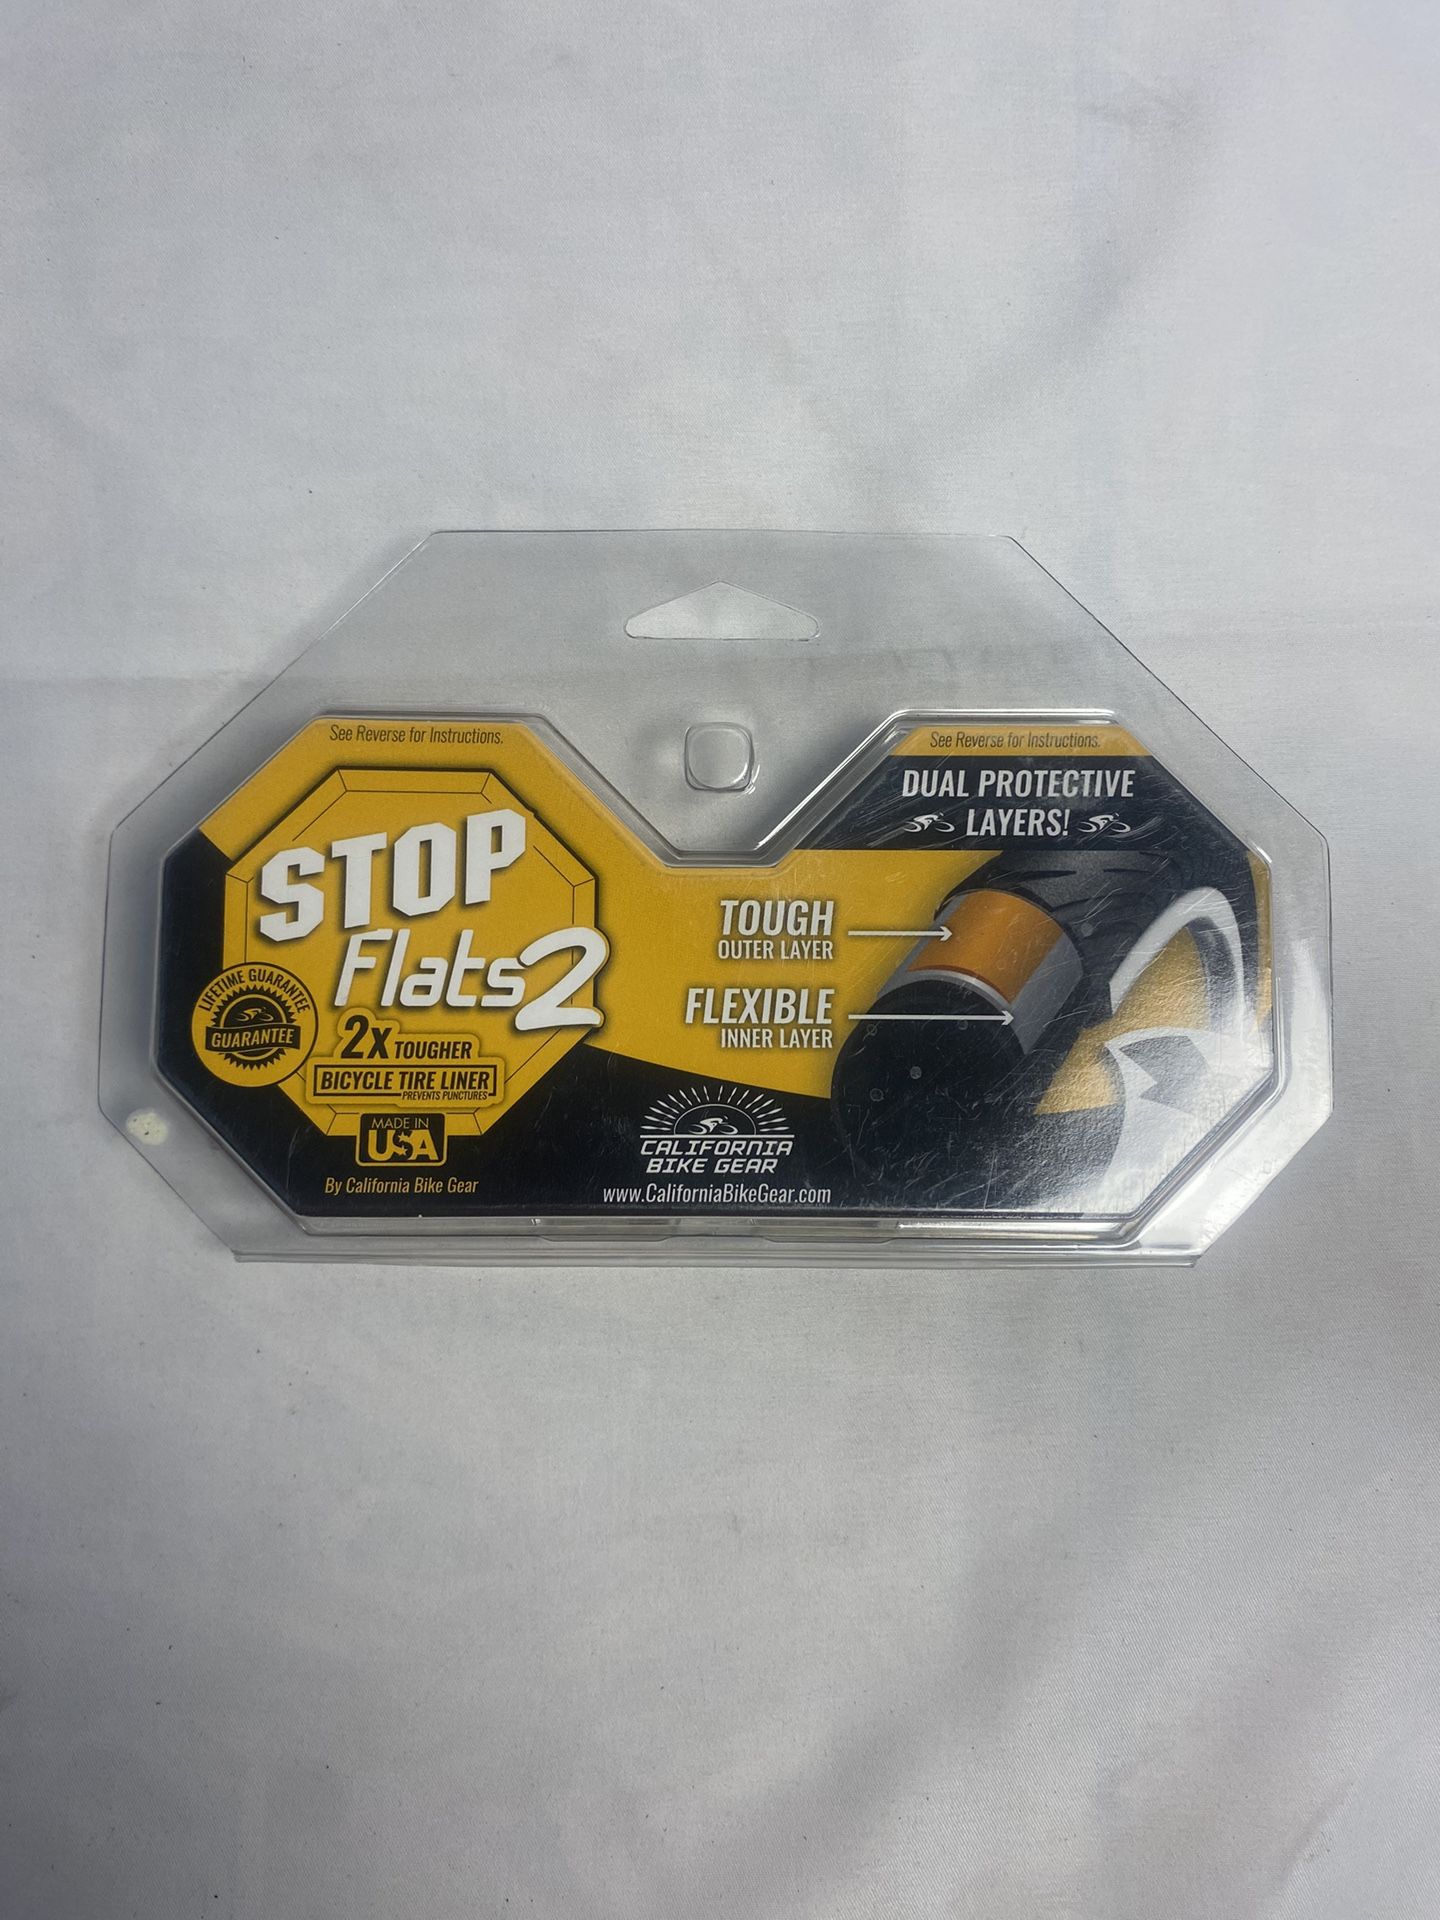 See Reverse for Instructions.
STOP
Flats2
LIFETIME GUARANTEE
GUARANTEE
2X TOUGHER
BICYCLE TIRE LINER
PREVENTS PUNCTURES
MADE IN
USA
By California Bike Gear
See Reverse for Instructions.
DUAL PROTECTIVE
LAYERS!
TOUGH
OUTER LAYER
FLEXIBLE
INNER LAYER
CALIFORNIA
BIKE GEAR
www.CaliforniaBikeGear.com